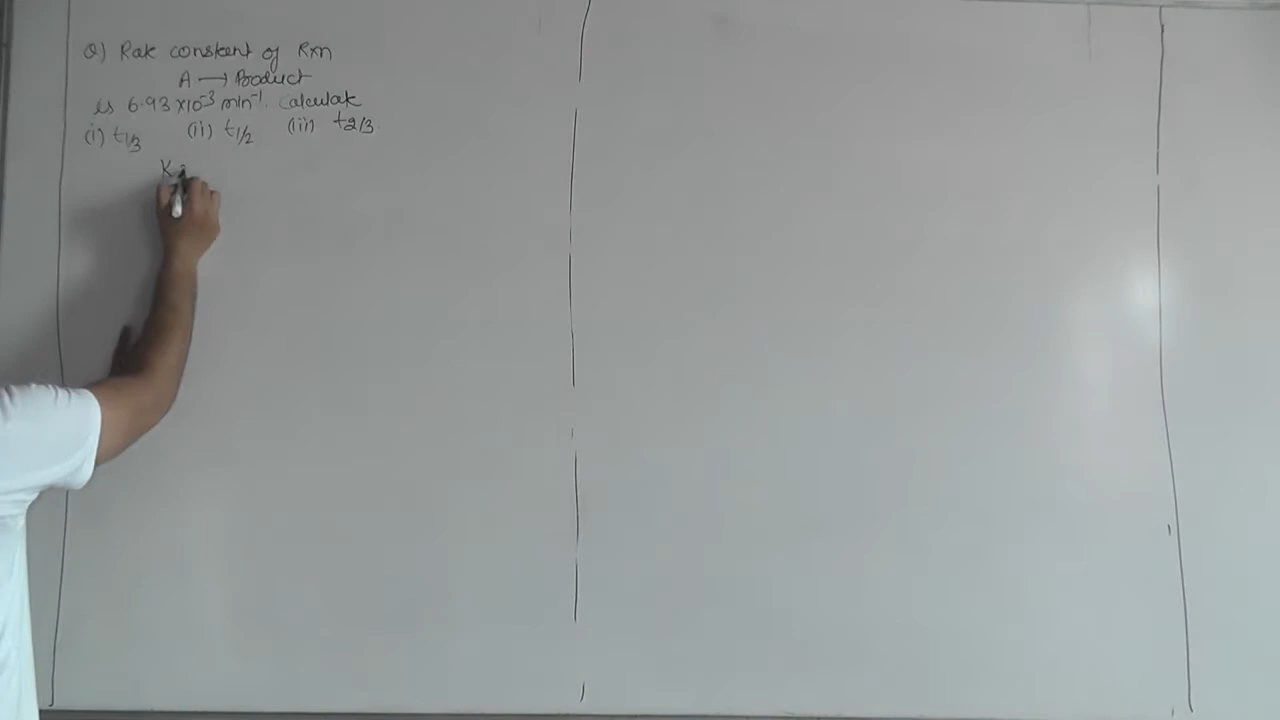 Q) Rate constant of Rxn
A → Product
is 6.93 × 10⁻³ min⁻¹. Calculate
(i) t1/3 (ii) t1/2 (iii) t2/3.
K =